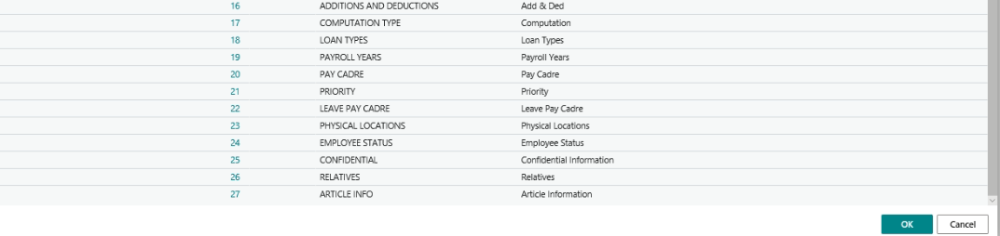 16 ADDITIONS AND DEDUCTIONS Add & Ded
17 COMPUTATION TYPE Computation
18 LOAN TYPES Loan Types
19 PAYROLL YEARS Payroll Years
20 PAY CADRE Pay Cadre
21 PRIORITY Priority
22 LEAVE PAY CADRE Leave Pay Cadre
23 PHYSICAL LOCATIONS Physical Locations
24 EMPLOYEE STATUS Employee Status
25 CONFIDENTIAL Confidential Information
26 RELATIVES Relatives
27 ARTICLE INFO Article Information
OK Cancel